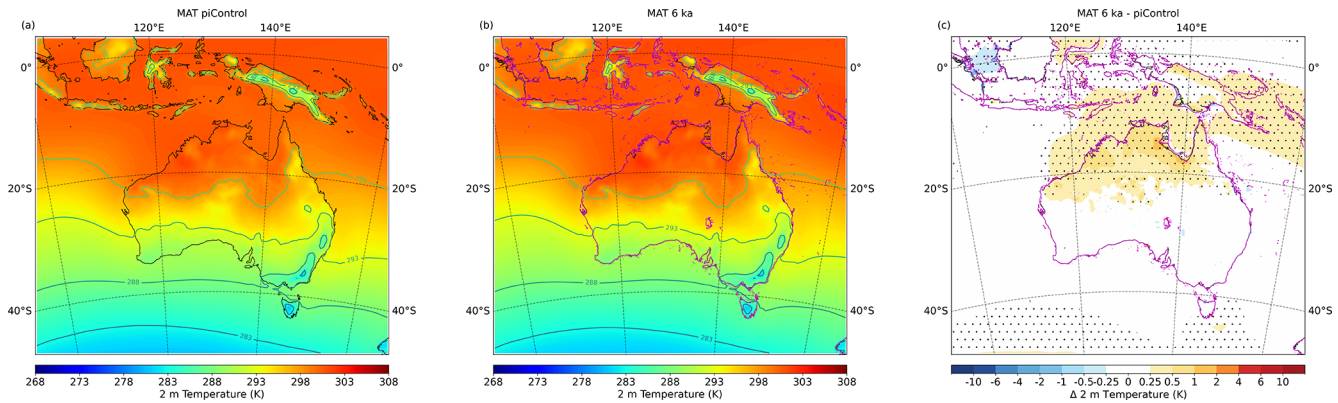 MAT piControl
(a)
120°E
140°E
0°
0°
20°S
20°S
40°S
40°S
293
288
283
268 273 278 283 288 293 298 303 308
2 m Temperature (K)
MAT 6 ka
(b)
120°E
140°E
0°
0°
20°S
20°S
40°S
40°S
293
288
283
268 273 278 283 288 293 298 303 308
2 m Temperature (K)
MAT 6 ka - piControl
(c)
120°E
140°E
0°
0°
20°S
20°S
40°S
40°S
-10 -6 -4 -2 -1 -0.5 -0.25 0 0.25 0.5 1 2 4 6 10
Δ 2 m Temperature (K)